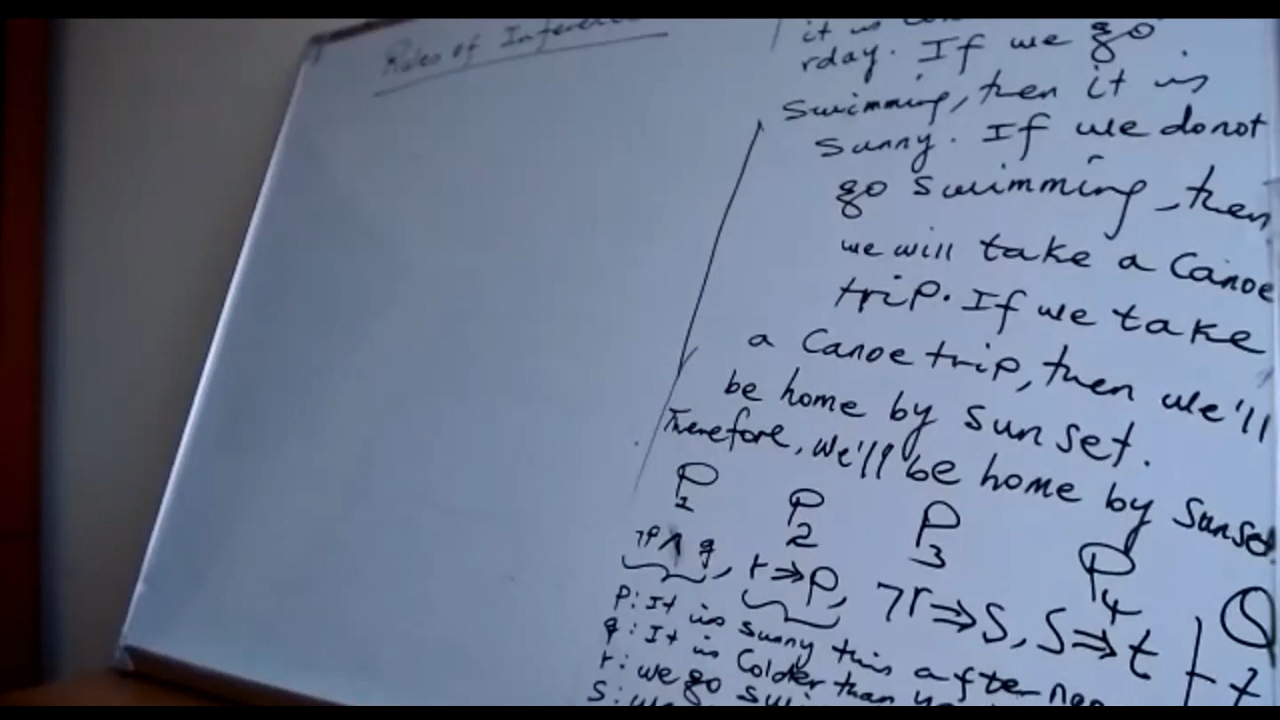 Rules of Inference
it is
rday. If we go
Swimming, then it is
Sunny. If we do not
go swimming, then
we will take a Canoe
trip. If we take
a Canoe trip, then we'll
be home by sunset.
Therefore, we'll be home by sunset.
P1 P2 P3 P4 Q
¬p ∧ q, r ⇒ p, ¬r ⇒ S, S ⇒ t ⊢ t
P: It is sunny this afternoon
q: It is Colder than
r: we go
S: we